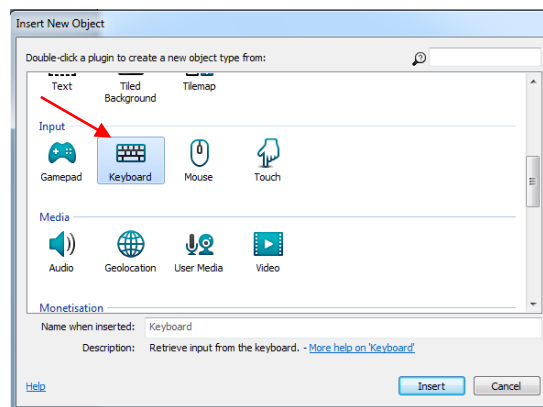 Insert New Object
Double-click a plugin to create a new object type from:
Text Tiled Background Tilemap
Input
Gamepad Keyboard Mouse Touch
Media
Audio Geolocation User Media Video
Monetisation
Name when inserted: Keyboard
Description: Retrieve input from the keyboard. - More help on 'Keyboard'
Help Insert Cancel